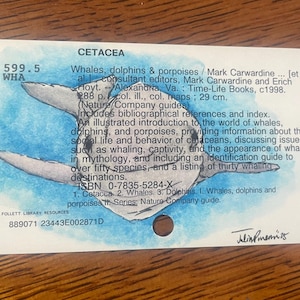 CETACEA
599.5
WHA
Whales, dolphins & porpoises / Mark Carwardine ... [et
al.] ; consultant editors, Mark Carwardine and Erich
Hoyt. -- Alexandria, Va. : Time-Life Books, c1998.
288 p. : col. ill., col. maps ; 29 cm.
(Nature Company guides)
Includes bibliographical references and index.
An illustrated introduction to the world of whales,
dolphins, and porpoises, providing information about the
social life and behavior of the oceans, discussing issues
such as whaling, captivity, and the appearance of whales
in mythology, and including an identification guide to
over fifty species, and a listing of thirty whaling
destinations.
ISBN 0-7835-5284-X
1. Cetacea. 2. Whales. 3. Dolphins. I. Whales, dolphins and
porpoises. II. Series: Nature Company guide.
FOLLETT LIBRARY RESOURCES
889071 23443E002871D